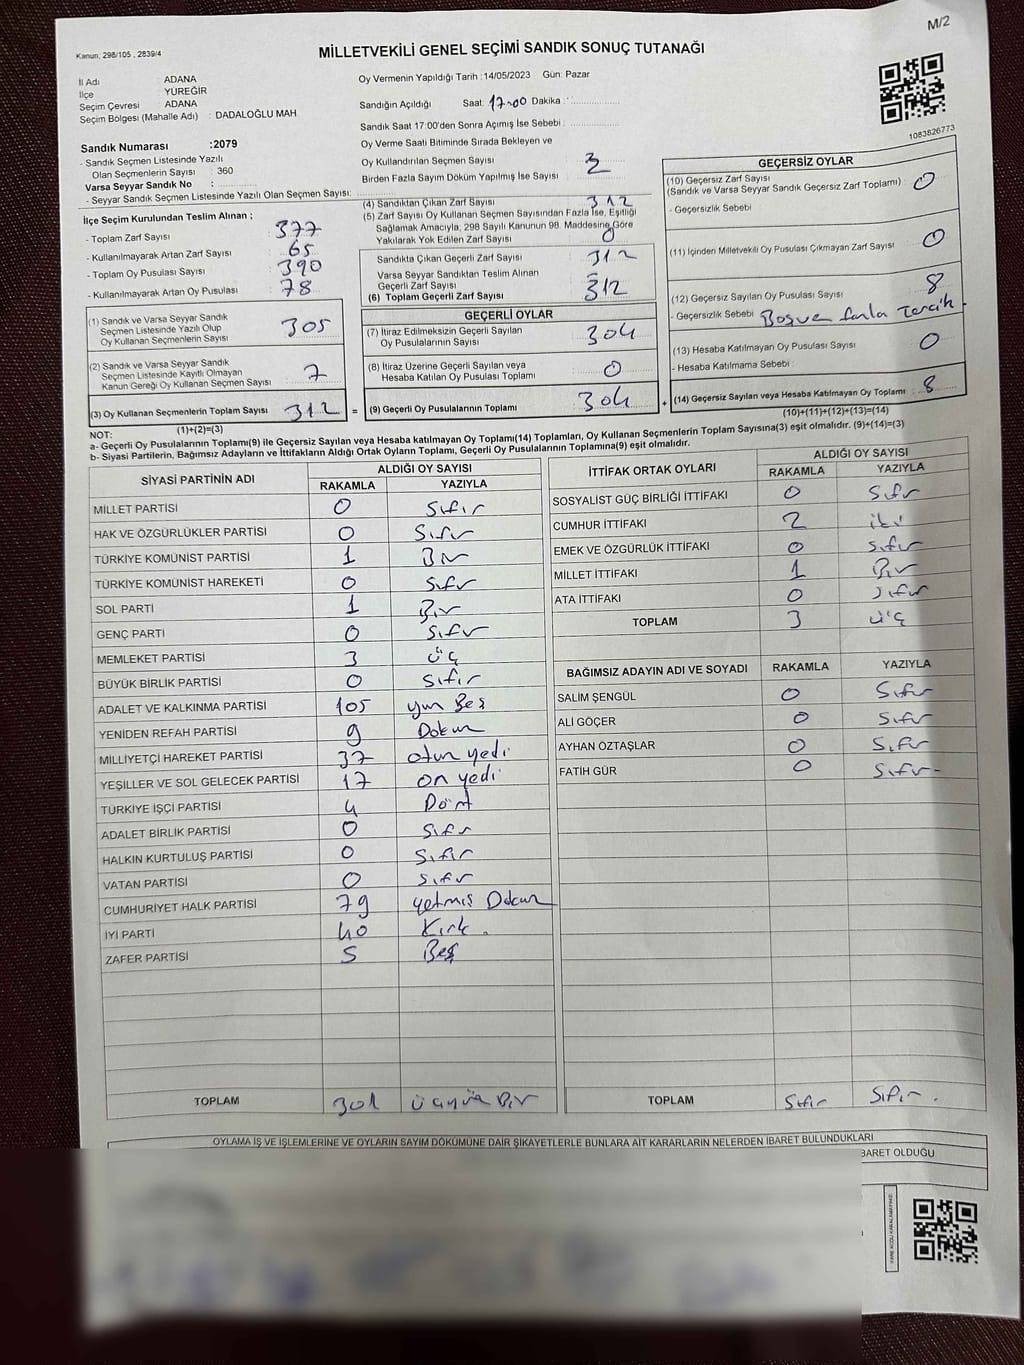 M/2
Kanun: 298/105 , 2839/4
MİLLETVEKİLİ GENEL SEÇİMİ SANDIK SONUÇ TUTANAĞI
İl Adı : ADANA
İlçe YÜREĞİR
Seçim Çevresi ADANA
Seçim Bölgesi (Mahalle Adı) : DADALOĞLU MAH
Oy Vermenin Yapıldığı Tarih :14/05/2023 Gün: Pazar
Sandığın Açıldığı Saat: 17:00 Dakika :
Sandık Saat 17:00'den Sonra Açımış İse Sebebi :
1083826773
Sandık Numarası :2079
- Sandık Seçmen Listesinde Yazılı
Olan Seçmenlerin Sayısı : 360
Varsa Seyyar Sandık No :
- Seyyar Sandık Seçmen Listesinde Yazılı Olan Seçmen Sayısı:
Oy Verme Saati Bitiminde Sırada Bekleyen ve
Oy Kullandırılan Seçmen Sayısı 2
Birden Fazla Sayım Döküm Yapılmış İse Sayısı :
İlçe Seçim Kurulundan Teslim Alınan ;
- Toplam Zarf Sayısı : 377
- Kullanılmayarak Artan Zarf Sayısı : 65
- Toplam Oy Pusulası Sayısı : 390
- Kullanılmayarak Artan Oy Pusulası : 78
(1) Sandık ve Varsa Seyyar Sandık
Seçmen Listesinde Yazılı Olup
Oy Kullanan Seçmenlerin Sayısı : 305
(2) Sandık ve Varsa Seyyar Sandık
Seçmen Listesinde Kayıtlı Olmayan
Kanun Gereği Oy Kullanan Seçmen Sayısı : 7
(3) Oy Kullanan Seçmenlerin Toplam Sayısı : 312 =
(1)+(2)=(3)
(4) Sandıktan Çıkan Zarf Sayısı : 312
(5) Zarf Sayısı Oy Kullanan Seçmen Sayısından Fazla İse, Eşitliği
Sağlamak Amacıyla, 298 Sayılı Kanunun 98. Maddesine Göre
Yakılarak Yok Edilen Zarf Sayısı : 0
Sandıkta Çıkan Geçerli Zarf Sayısı : 312
Varsa Seyyar Sandıktan Teslim Alınan
Geçerli Zarf Sayısı : -
(6) Toplam Geçerli Zarf Sayısı : 312
GEÇERLİ OYLAR
(7) İtiraz Edilmeksizin Geçerli Sayılan
Oy Pusulalarının Sayısı : 304
(8) İtiraz Üzerine Geçerli Sayılan veya
Hesaba Katılan Oy Pusulası Toplamı : 0
(9) Geçerli Oy Pusulalarının Toplamı : 304 +
GEÇERSİZ OYLAR
(10) Geçersiz Zarf Sayısı
(Sandık ve Varsa Seyyar Sandık Geçersiz Zarf Toplamı) : 0
- Geçersizlik Sebebi :
(11) İçinden Milletvekili Oy Pusulası Çıkmayan Zarf Sayısı : 0
(12) Geçersiz Sayılan Oy Pusulası Sayısı : 8
- Geçersizlik Sebebi : Boş ve fazla Tercih.
(13) Hesaba Katılmayan Oy Pusulası Sayısı : 0
- Hesaba Katılmama Sebebi :
(14) Geçersiz Sayılan veya Hesaba Katılmayan Oy Toplamı : 8
(10)+(11)+(12)+(13)=(14)
NOT:
a- Geçerli Oy Pusulalarının Toplamı(9) ile Geçersiz Sayılan veya Hesaba katılmayan Oy Toplamı(14) Toplamları, Oy Kullanan Seçmenlerin Toplam Sayısına(3) eşit olmalıdır. (9)+(14)=(3)
b- Siyasi Partilerin, Bağımsız Adayların ve İttifakların Aldığı Ortak Oyların Toplamı, Geçerli Oy Pusulalarının Toplamına(9) eşit olmalıdır.
SİYASİ PARTİNİN ADI ALDIĞI OY SAYISI
RAKAMLA YAZIYLA
MİLLET PARTİSİ 0 Sıfır
HAK VE ÖZGÜRLÜKLER PARTİSİ 0 Sıfır
TÜRKİYE KOMÜNİST PARTİSİ 1 Bir
TÜRKİYE KOMÜNİST HAREKETİ 0 Sıfır
SOL PARTİ 1 Bir
GENÇ PARTİ 0 Sıfır
MEMLEKET PARTİSİ 3 üç
BÜYÜK BİRLİK PARTİSİ 0 Sıfır
ADALET VE KALKINMA PARTİSİ 105 yüz Beş
YENİDEN REFAH PARTİSİ 9 Dokuz
MİLLİYETÇİ HAREKET PARTİSİ 37 otuz yedi
YEŞİLLER VE SOL GELECEK PARTİSİ 17 on yedi
TÜRKİYE İŞÇİ PARTİSİ 4 Dört
ADALET BİRLİK PARTİSİ 0 Sıfır
HALKIN KURTULUŞ PARTİSİ 0 Sıfır
VATAN PARTİSİ 0 Sıfır
CUMHURİYET HALK PARTİSİ 79 yetmiş Dokuz
İYİ PARTİ 40 Kırk.
ZAFER PARTİSİ 5 Beş
TOPLAM 301 üçyüz Bir
İTTİFAK ORTAK OYLARI ALDIĞI OY SAYISI
RAKAMLA YAZIYLA
SOSYALİST GÜÇ BİRLİĞİ İTTİFAKI 0 Sıfır
CUMHUR İTTİFAKI 2 iki
EMEK VE ÖZGÜRLÜK İTTİFAKI 0 Sıfır
MİLLET İTTİFAKI 1 Bir
ATA İTTİFAKI 0 Sıfır
TOPLAM 3 üç
BAĞIMSIZ ADAYIN ADI VE SOYADI RAKAMLA YAZIYLA
SALİM ŞENGÜL 0 Sıfır
ALİ GÖÇER 0 Sıfır
AYHAN ÖZTAŞLAR 0 Sıfır
FATİH GÜR 0 Sıfır-
TOPLAM Sıfır Sıfır.
OYLAMA İŞ VE İŞLEMLERİNE VE OYLARIN SAYIM DÖKÜMÜNE DAİR ŞİKAYETLERLE BUNLARA AİT KARARLARIN NELERDEN İBARET BULUNDUKLARI
BARET OLDUĞU